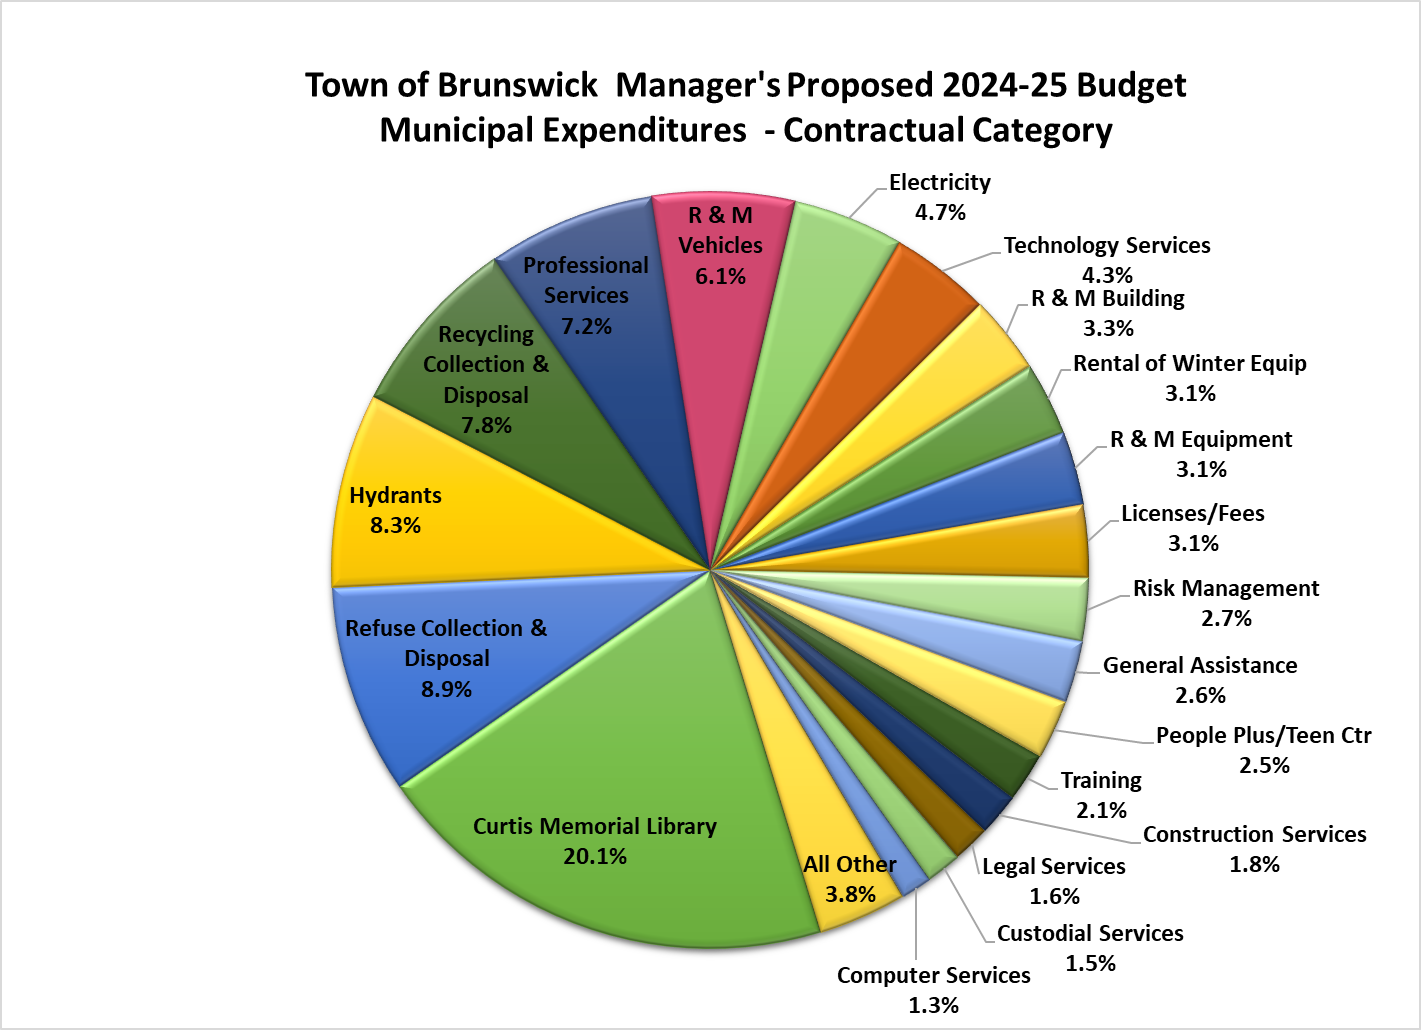 Town of Brunswick  Manager's Proposed 2024-25 Budget
Municipal Expenditures  - Contractual Category
Electricity
4.7%
Technology Services
4.3%
R & M Building
3.3%
Rental of Winter Equip
3.1%
R & M Equipment
3.1%
Licenses/Fees
3.1%
Risk Management
2.7%
General Assistance
2.6%
People Plus/Teen Ctr
2.5%
Training
2.1%
Construction Services
1.8%
Legal Services
1.6%
Custodial Services
1.5%
Computer Services
1.3%
All Other
3.8%
Curtis Memorial Library
20.1%
Refuse Collection &
Disposal
8.9%
Hydrants
8.3%
Recycling
Collection &
Disposal
7.8%
Professional
Services
7.2%
R & M
Vehicles
6.1%